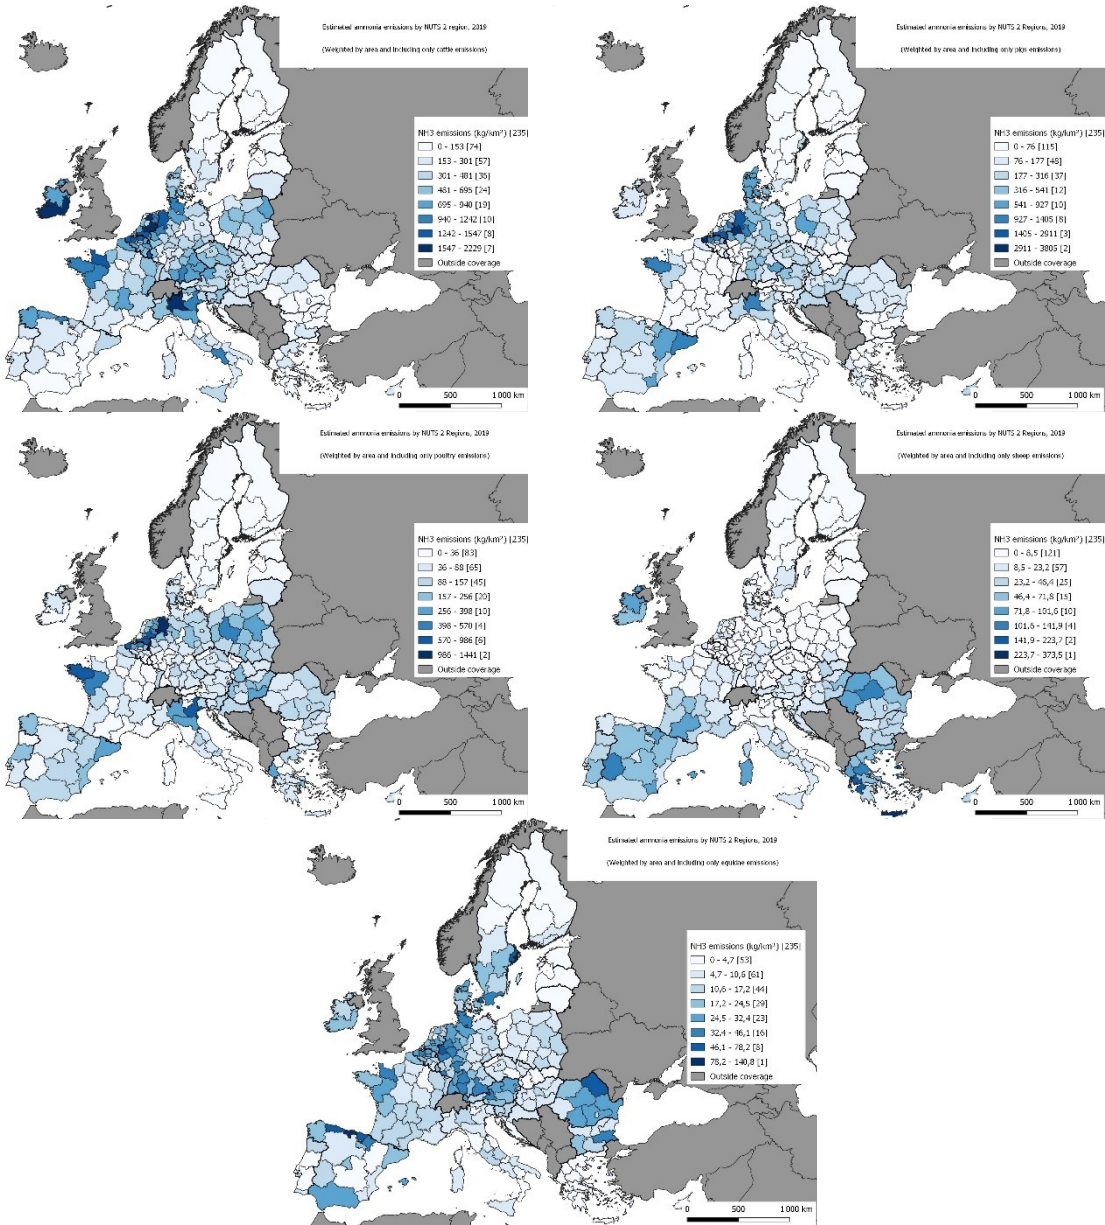 Estimated ammonia emissions by NUTS 2 region, 2019
(Weighted by area and including only cattle emissions)
NH3 emissions (kg/km²) [235]
0 - 153 [74]
153 - 301 [57]
301 - 481 [36]
481 - 695 [24]
695 - 940 [19]
940 - 1242 [10]
1242 - 1547 [8]
1547 - 2229 [7]
Outside coverage
0 500 1 000 km
Estimated ammonia emissions by NUTS 2 Regions, 2019
(Weighted by area and including only pigs emissions)
NH3 emissions (kg/km²) [235]
0 - 76 [115]
76 - 177 [48]
177 - 316 [37]
316 - 541 [12]
541 - 927 [10]
927 - 1405 [8]
1405 - 2911 [3]
2911 - 3805 [2]
Outside coverage
0 500 1 000 km
Estimated ammonia emissions by NUTS 2 Regions, 2019
(Weighted by area and including only poultry emissions)
NH3 emissions (kg/km²) [235]
0 - 36 [83]
36 - 88 [65]
88 - 157 [45]
157 - 256 [20]
256 - 398 [10]
398 - 570 [4]
570 - 986 [6]
986 - 1441 [2]
Outside coverage
0 500 1 000 km
Estimated ammonia emissions by NUTS 2 Regions, 2019
(Weighted by area and including only sheep emissions)
NH3 emissions (kg/km²) [235]
0 - 8,5 [121]
8,5 - 23,2 [57]
23,2 - 46,4 [25]
46,4 - 71,8 [15]
71,8 - 101,6 [10]
101,6 - 141,9 [4]
141,9 - 223,7 [2]
223,7 - 373,5 [1]
Outside coverage
0 500 1 000 km
Estimated ammonia emissions by NUTS 2 Regions, 2019
(Weighted by area and including only equidae emissions)
NH3 emissions (kg/km²) [235]
0 - 4,7 [53]
4,7 - 10,6 [61]
10,6 - 17,2 [44]
17,2 - 24,5 [29]
24,5 - 32,4 [23]
32,4 - 46,1 [16]
46,1 - 78,2 [8]
78,2 - 140,8 [1]
Outside coverage
0 500 1 000 km